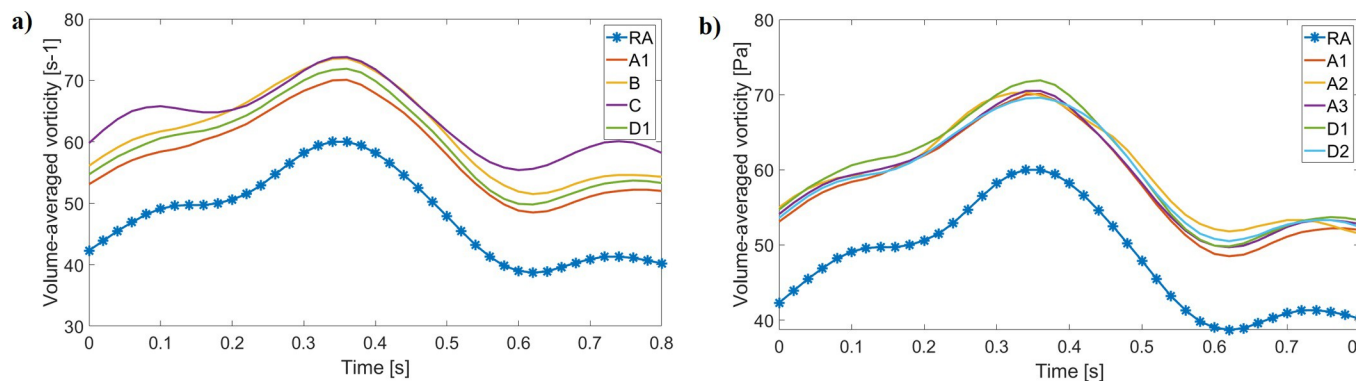 a)
Volume-averaged vorticity [s-1]
80
70
60
50
40
30
0
0.1
0.2
0.3
0.4
0.5
0.6
0.7
0.8
Time [s]
RA
A1
B
C
D1
b)
Volume-averaged vorticity [Pa]
80
70
60
50
40
0
0.1
0.2
0.3
0.4
0.5
0.6
0.7
0.8
Time [s]
RA
A1
A2
A3
D1
D2